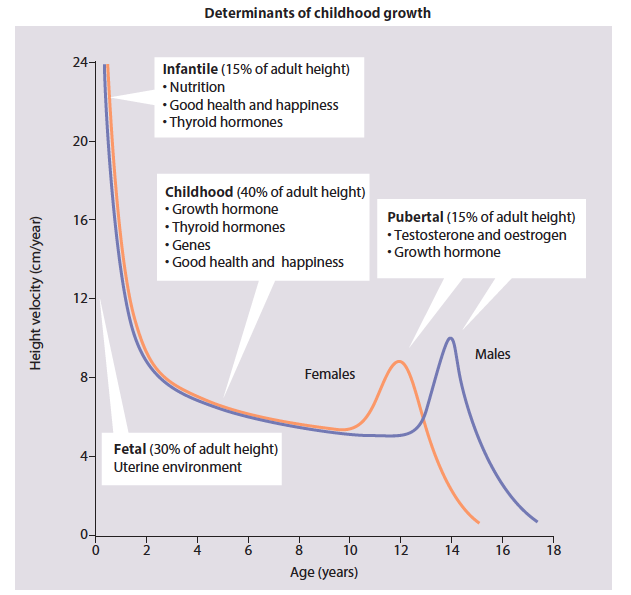 Determinants of childhood growth
24
Infantile (15% of adult height)
• Nutrition
• Good health and happiness
• Thyroid hormones
20
Childhood (40% of adult height)
• Growth hormone
• Thyroid hormones
• Genes
• Good health and happiness
16
Pubertal (15% of adult height)
• Testosterone and oestrogen
• Growth hormone
Height velocity (cm/year)
12
Males
Females
8
Fetal (30% of adult height)
Uterine environment
4
0
0 2 4 6 8 10 12 14 16 18
Age (years)